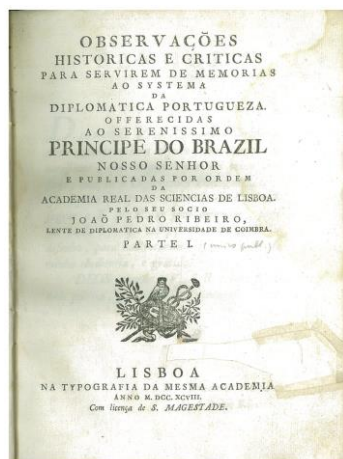 OBSERVAÇÕES
HISTORICAS E CRITICAS
PARA SERVIREM DE MEMORIAS
AO SYSTEMA
DA
DIPLOMATICA PORTUGUEZA.
OFFERECIDAS
AO SERENISSIMO
PRINCIPE DO BRAZIL
NOSSO SENHOR
E PUBLICADAS POR ORDEM
DA
ACADEMIA REAL DAS SCIENCIAS DE LISBOA.
PELO SEU SOCIO
JOAÕ PEDRO RIBEIRO,
LENTE DE DIPLOMATICA NA UNIVERSIDADE DE COIMBRA.
PARTE I.
LISBOA
NA TYPOGRAFIA DA MESMA ACADEMIA
ANNO M. DCC. XCVIII.
Com licença de S. MAGESTADE.